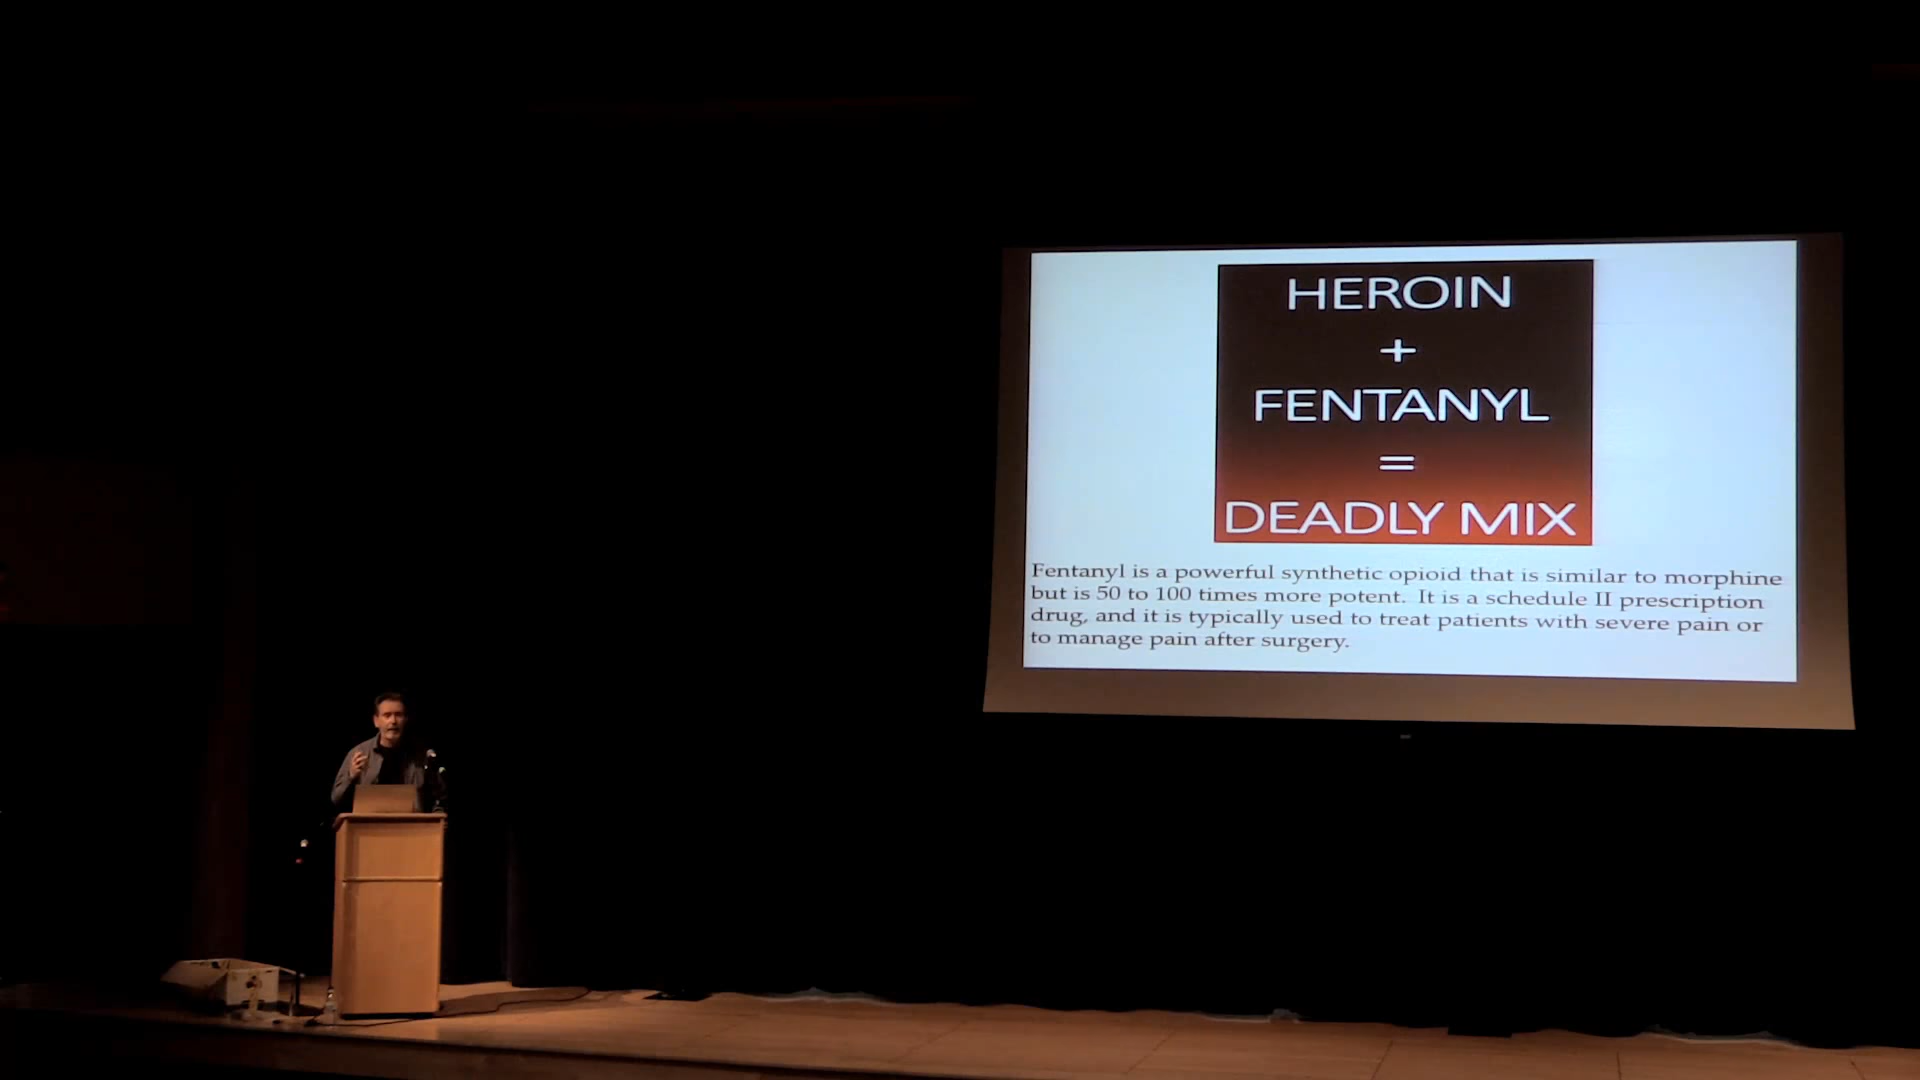 HEROIN
+
FENTANYL
=
DEADLY MIX
Fentanyl is a powerful synthetic opioid that is similar to morphine
but is 50 to 100 times more potent. It is a schedule II prescription
drug, and it is typically used to treat patients with severe pain or
to manage pain after surgery.